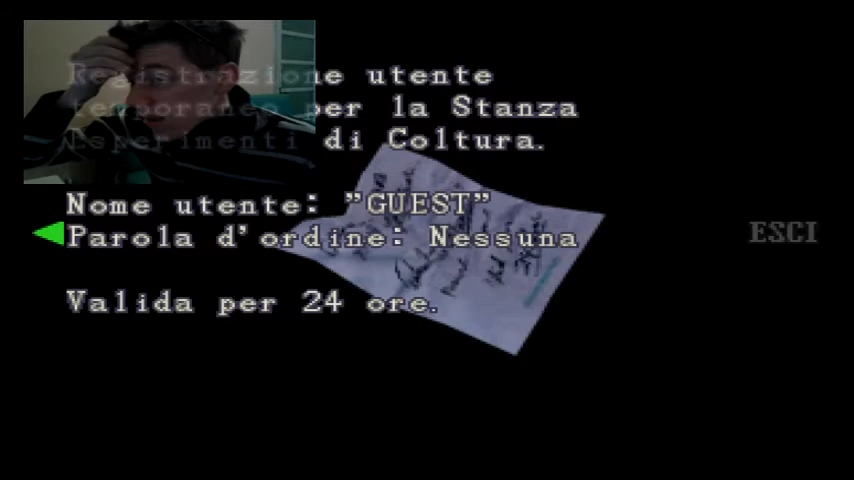 Registrazione utente
temporaneo per la Stanza
Esperimenti di Coltura.
Nome utente: "GUEST"
Parola d'ordine: Nessuna
ESCI
Valida per 24 ore.